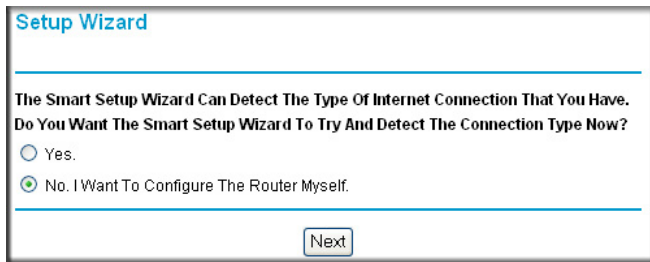 Setup Wizard
The Smart Setup Wizard Can Detect The Type Of Internet Connection That You Have.
Do You Want The Smart Setup Wizard To Try And Detect The Connection Type Now?
Yes.
No. I Want To Configure The Router Myself.
Next